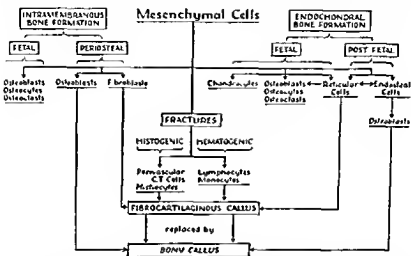 Mesenchymal Cells
INTRAMEMBRANOUS
BONE FORMATION
ENDOCHONDRAL
BONE FORMATION
FETAL
PERIOSTEAL
FETAL
POST FETAL
Osteoblasts
Osteocytes
Osteoclasts
Osteoblasts
Fibroblasts
Chondrocytes
Osteoblasts
Osteocytes
Osteoclasts
Reticular
Cells
Endosteal
Cells
Osteoblasts
FRACTURES
HISTOGENIC
HEMATOGENIC
Perivascular
C.T. Cells
Histiocytes
Lymphocytes
Monocytes
FIBROCARTILAGINOUS CALLUS
replaced by
BONY CALLUS